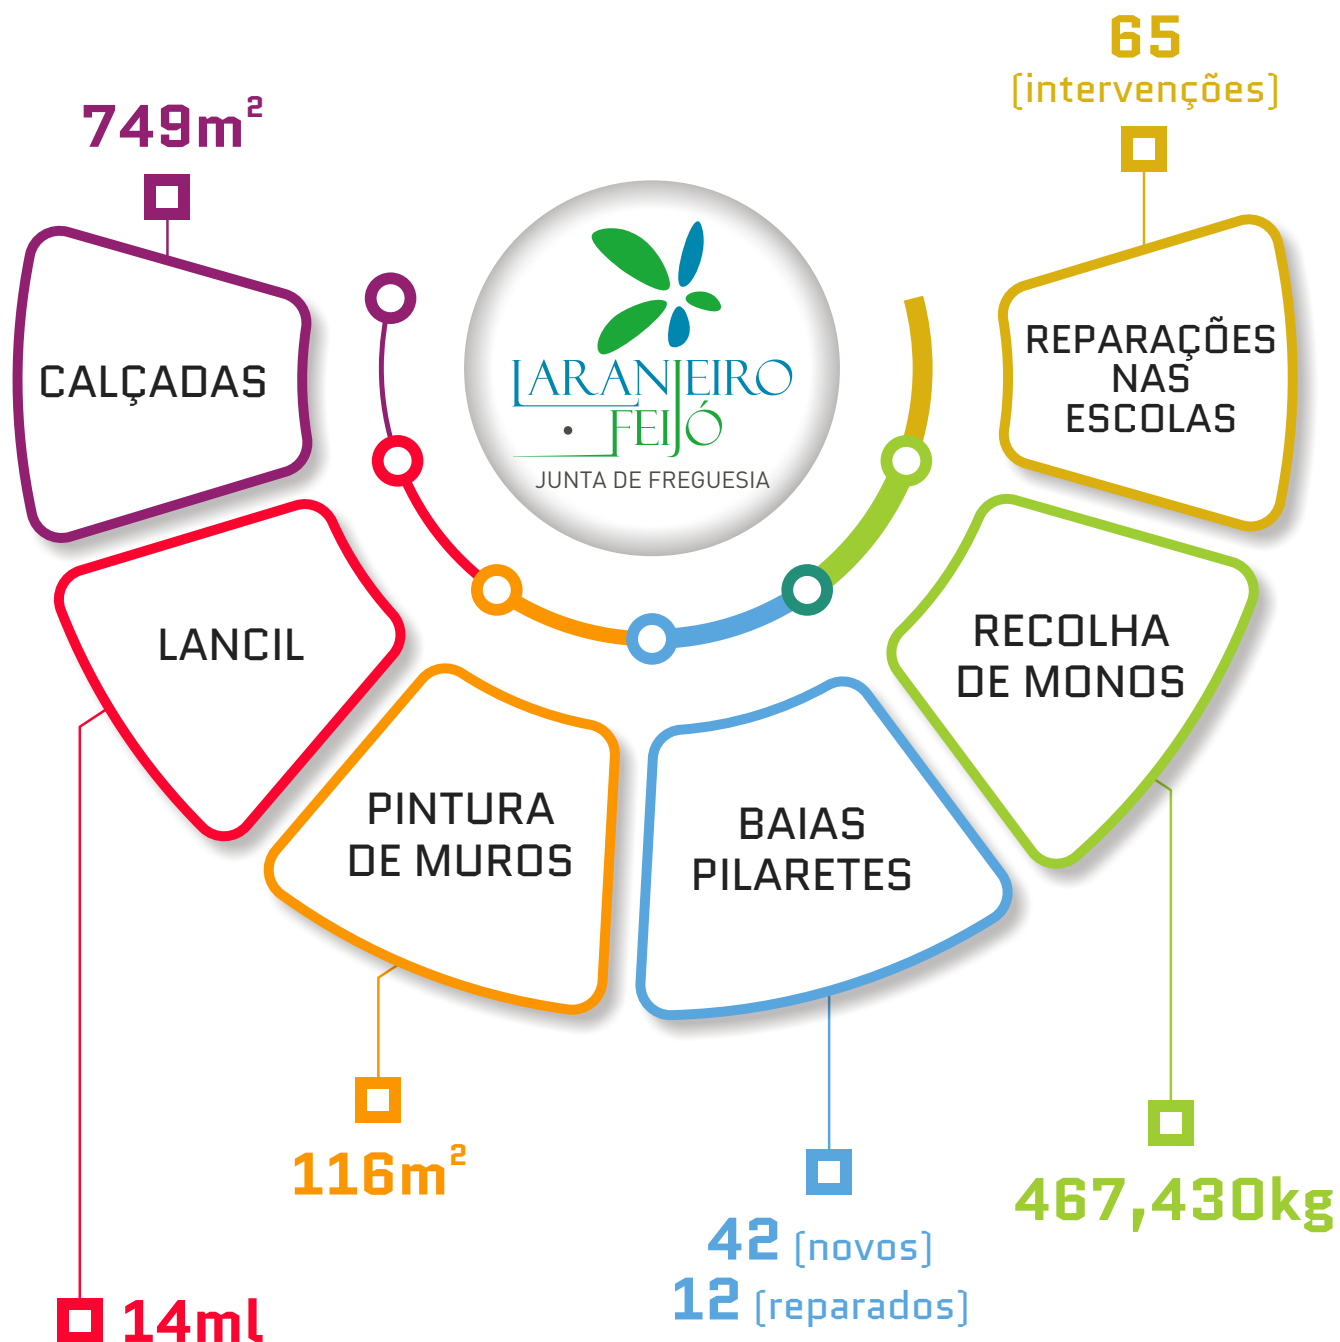 65
(intervenções)
749m²
LARANJEIRO
• FEIJÓ
JUNTA DE FREGUESIA
CALÇADAS
REPARAÇÕES
NAS
ESCOLAS
LANCIL
RECOLHA
DE MONOS
PINTURA
DE MUROS
BAIAS
PILARETES
116m²
467,430kg
42 (novos)
12 (reparados)
14ml